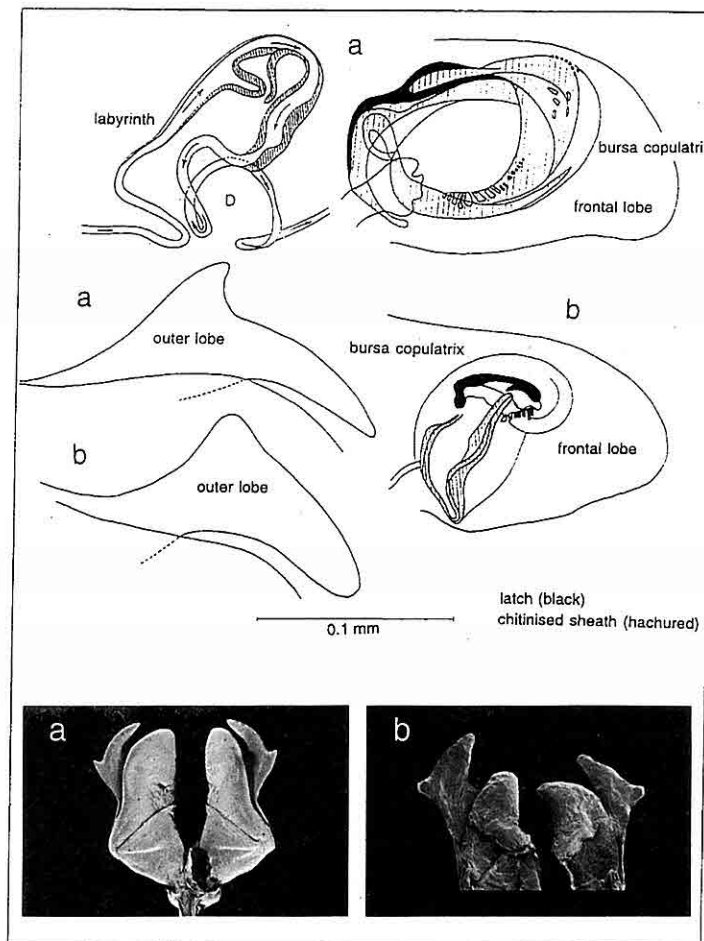 a
labyrinth
D
bursa copulatrix
frontal lobe
a
outer lobe
b
bursa copulatrix
frontal lobe
b
outer lobe
latch (black)
chitinised sheath (hachured)
0.1 mm
a
b